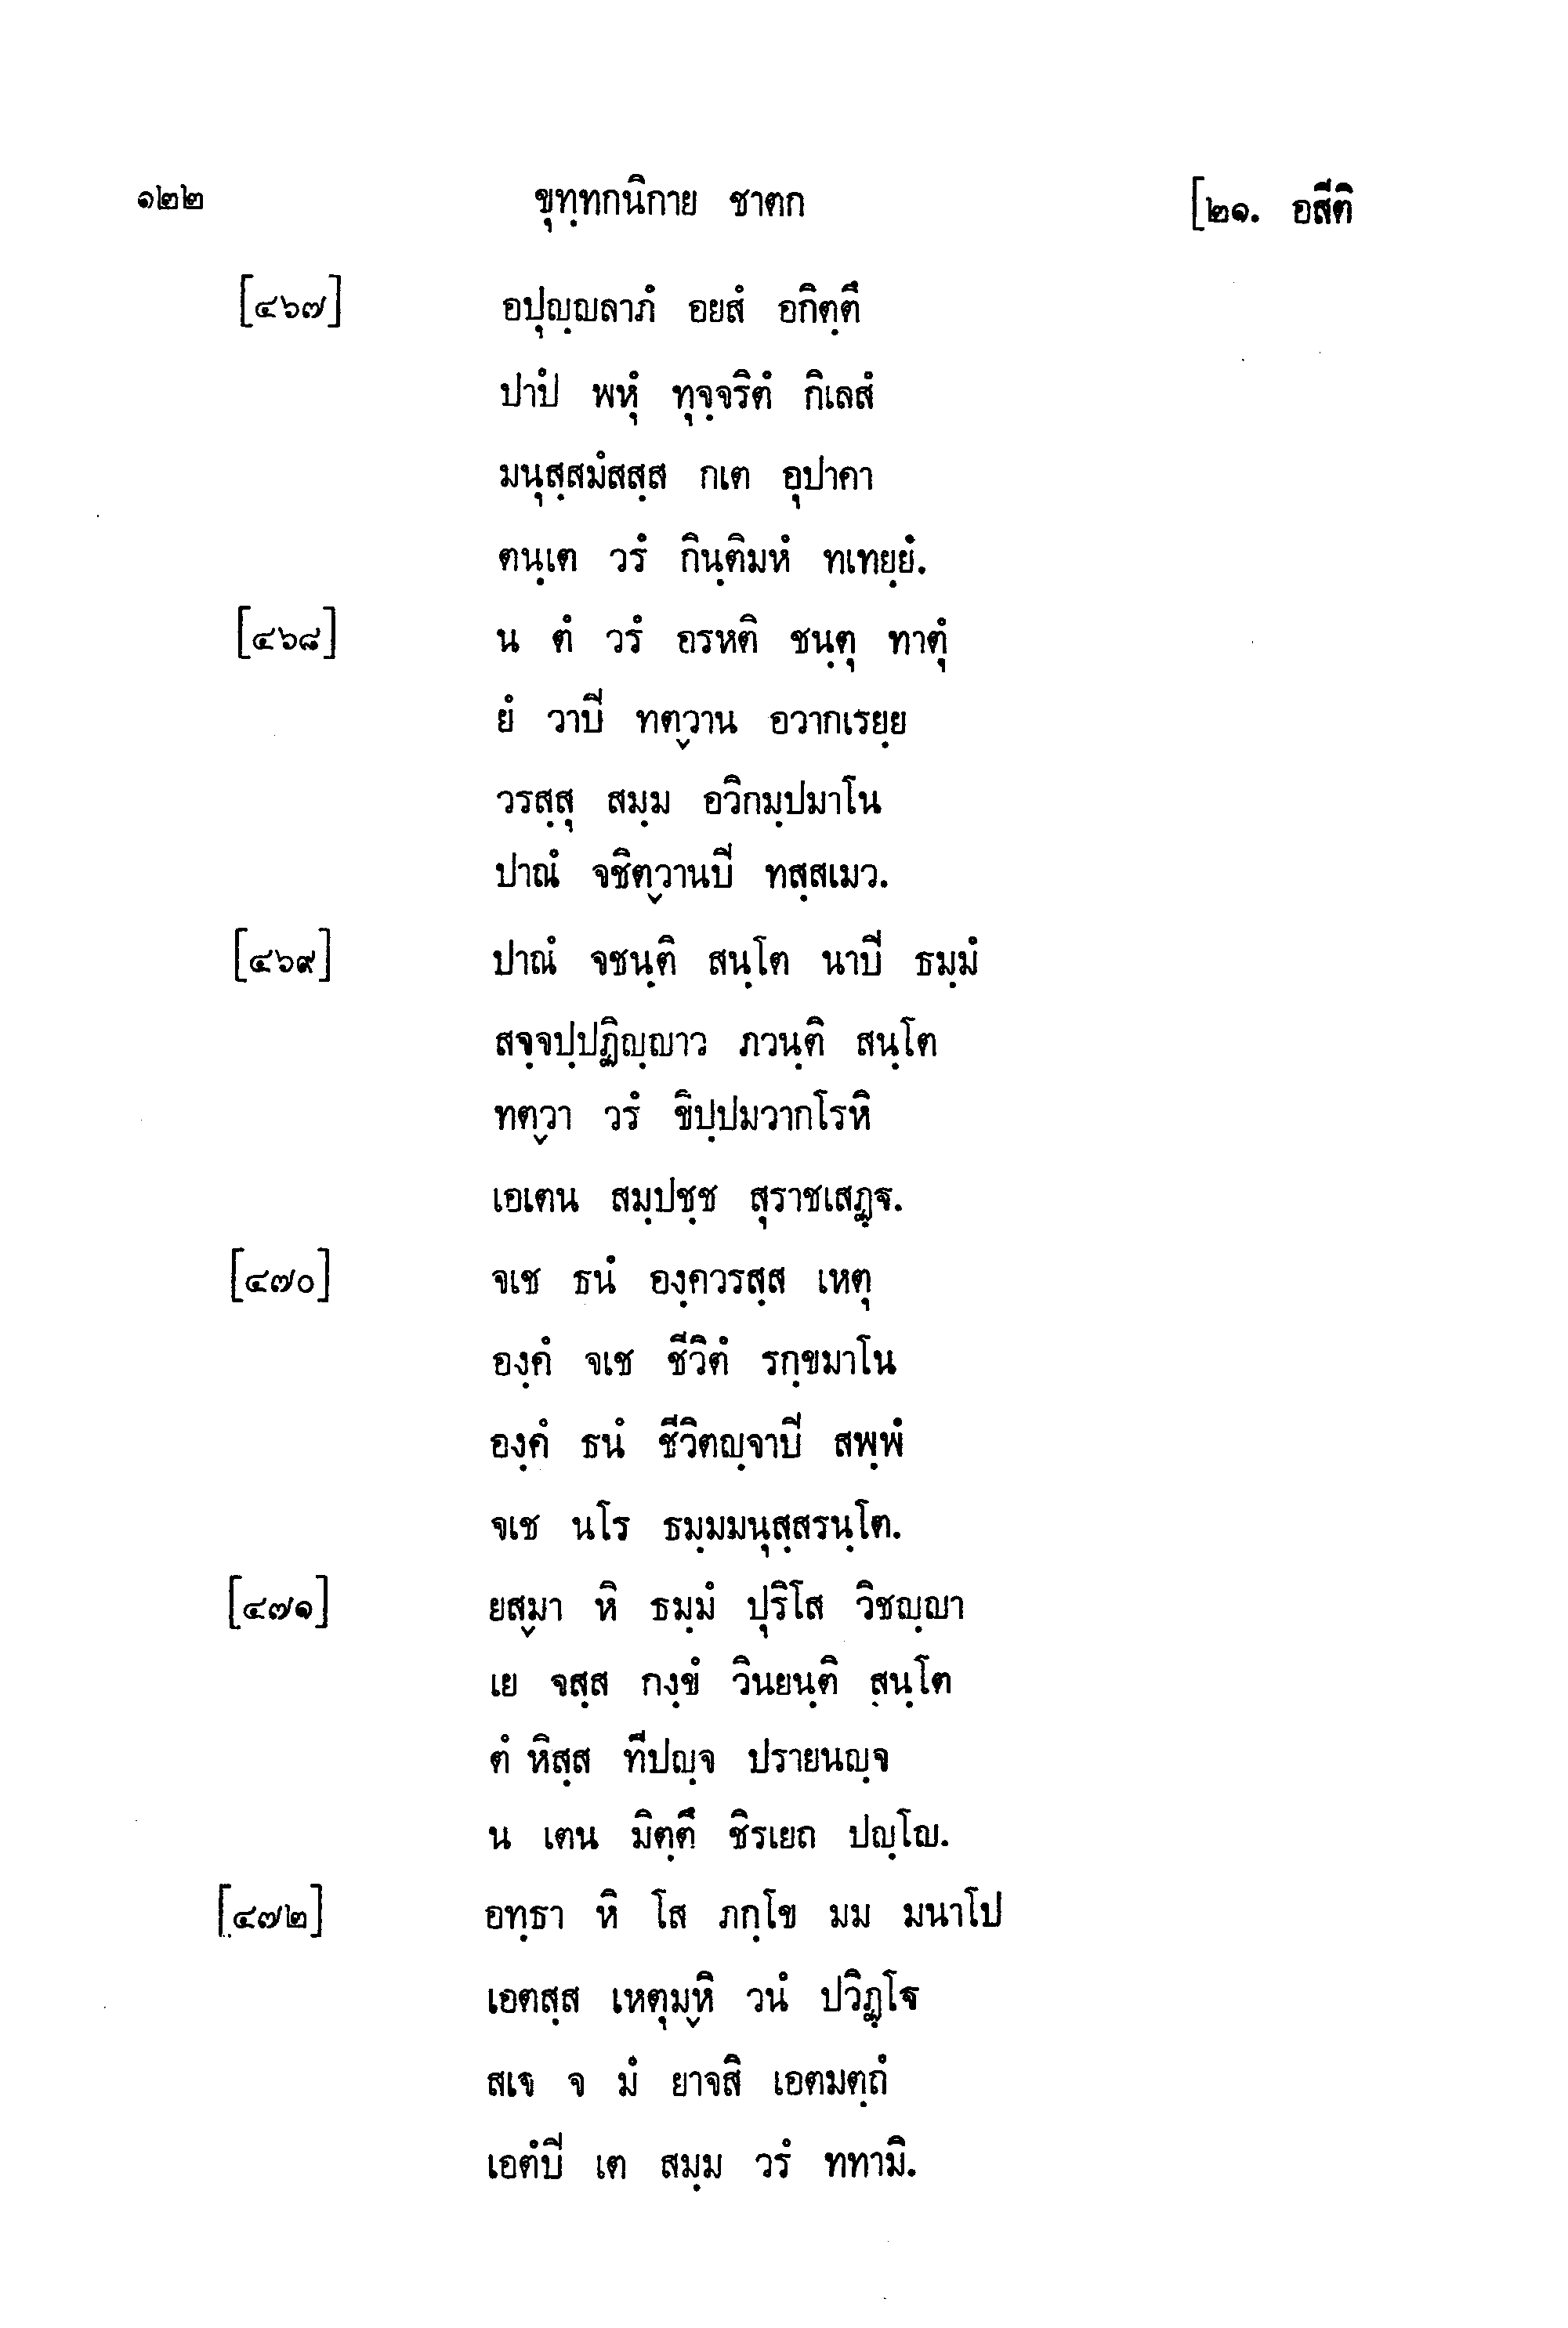 ๑๒๒ ขุทฺทกนิกาย ชาตก [๒๑. อสีติ
[๔๖๗] อปุญฺญลาภํ อยสํ อกิตฺตึ
ปาปํ พหุํ ทุจฺจริตํ กิเลสํ
มนุสฺสมํสสฺส กเต อุปาคา
ตนฺเต วรํ กินฺติมหํ ทเทยฺยํ.
[๔๖๘] น ตํ วรํ อรหติ ชนฺตุ ทาตุํ
ยํ วาบี ทตฺวาน อวากเรยฺย
วรสฺสุ สมฺม อวิกมฺปมาโน
ปาณํ จชิตฺวานบี ทสฺสเมว.
[๔๖๙] ปาณํ จชนฺติ สนฺโต นาบี ธมฺมํ
สจฺจปฺปฏิญฺญาว ภวนฺติ สนฺโต
ทตฺวา วรํ ขิปฺปมวากโรหิ
เอเตน สมฺปชฺช สุราชเสฏฺฐ.
[๔๗๐] จเช ธนํ องฺควรสฺส เหตุ
องฺคํ จเช ชีวิตํ รกฺขมาโน
องฺคํ ธนํ ชีวิตญฺจาบี สพฺพํ
จเช นโร ธมฺมมนุสฺสรนฺโต.
[๔๗๑] ยสฺมา หิ ธมฺมํ ปุริโส วิชญฺญา
เย จสฺส กงฺขํ วินยนฺติ สนฺโต
ตํ หิสฺส ทีปญฺจ ปรายนญฺจ
น เตน มิตฺตึ ชิรเยถ ปญฺโญ.
[๔๗๒] อทฺธา หิ โส ภกฺโข มม มนาโป
เอตสฺส เหตุมฺหิ วนํ ปวิฏฺโฐ
สเจ จ มํ ยาจสิ เอตมตฺถํ
เอตํบี เต สมฺม วรํ ททามิ.